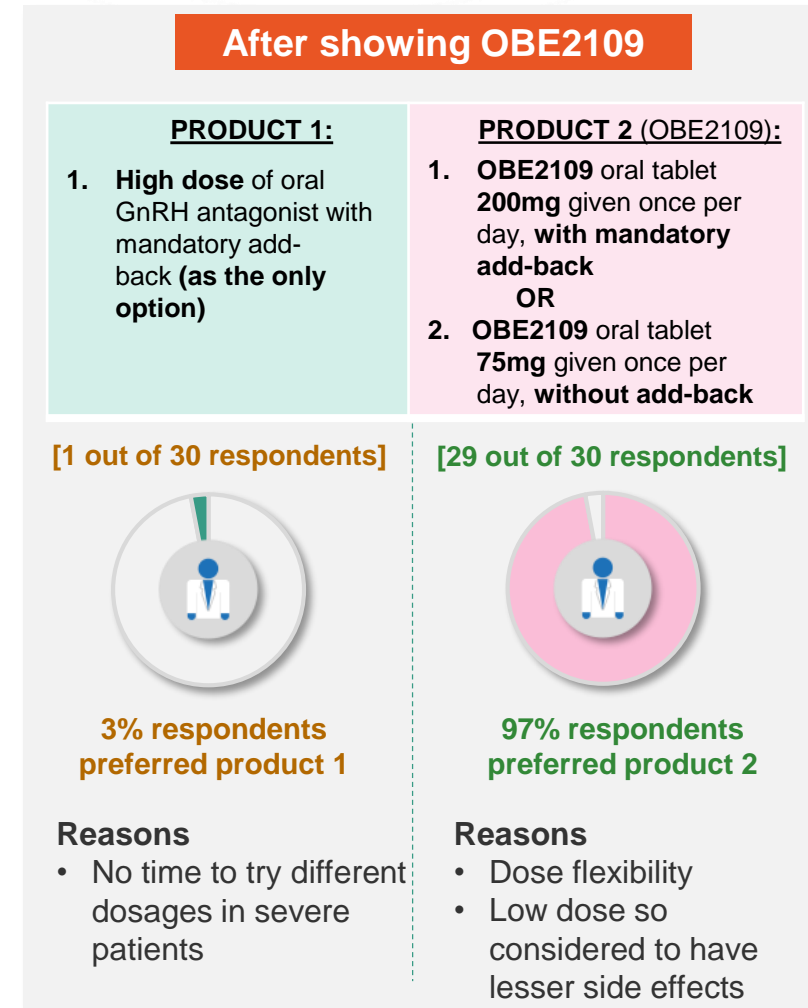 After showing OBE2109
PRODUCT 1:
1. High dose of oral
GnRH antagonist with
mandatory add-
back (as the only
option)
PRODUCT 2 (OBE2109):
1. OBE2109 oral tablet
200mg given once per
day, with mandatory
add-back
OR
2. OBE2109 oral tablet
75mg given once per
day, without add-back
[1 out of 30 respondents]
3% respondents
preferred product 1
Reasons
• No time to try different
dosages in severe
patients
[29 out of 30 respondents]
97% respondents
preferred product 2
Reasons
• Dose flexibility
• Low dose so
considered to have
lesser side effects